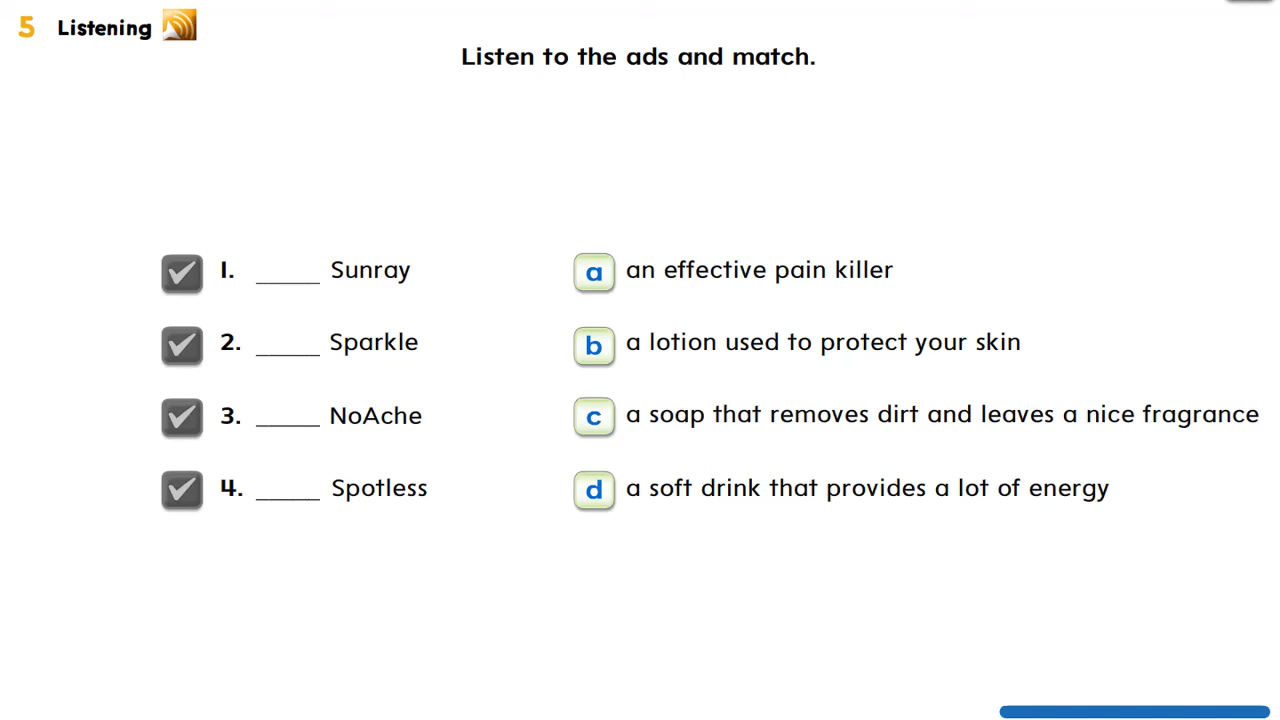 5 Listening
Listen to the ads and match.
1. _____ Sunray a an effective pain killer
2. _____ Sparkle b a lotion used to protect your skin
3. _____ NoAche c a soap that removes dirt and leaves a nice fragrance
4. _____ Spotless d a soft drink that provides a lot of energy